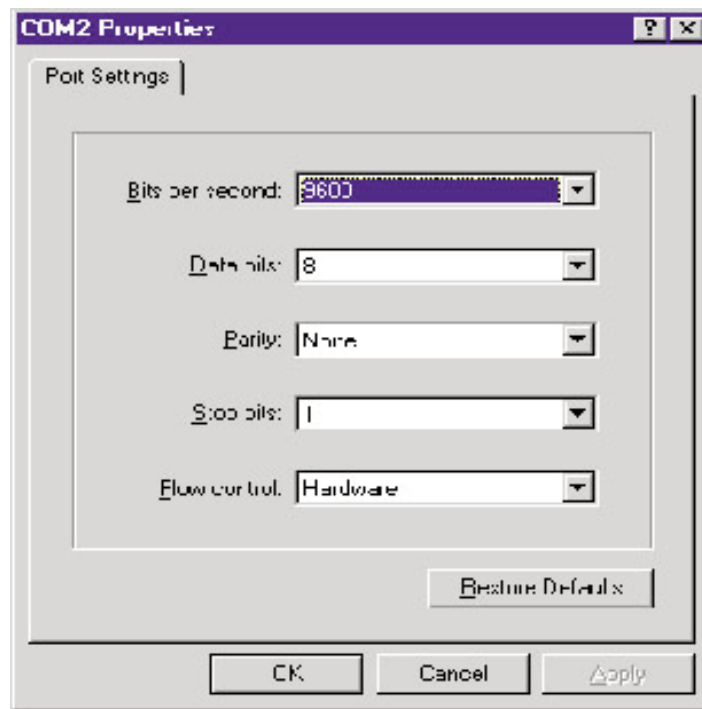 COM2 Properties
Port Settings
Bits per second: 9600
Data bits: 8
Parity: None
Stop bits: 1
Flow control: Hardware
Restore Defaults
OK Cancel Apply